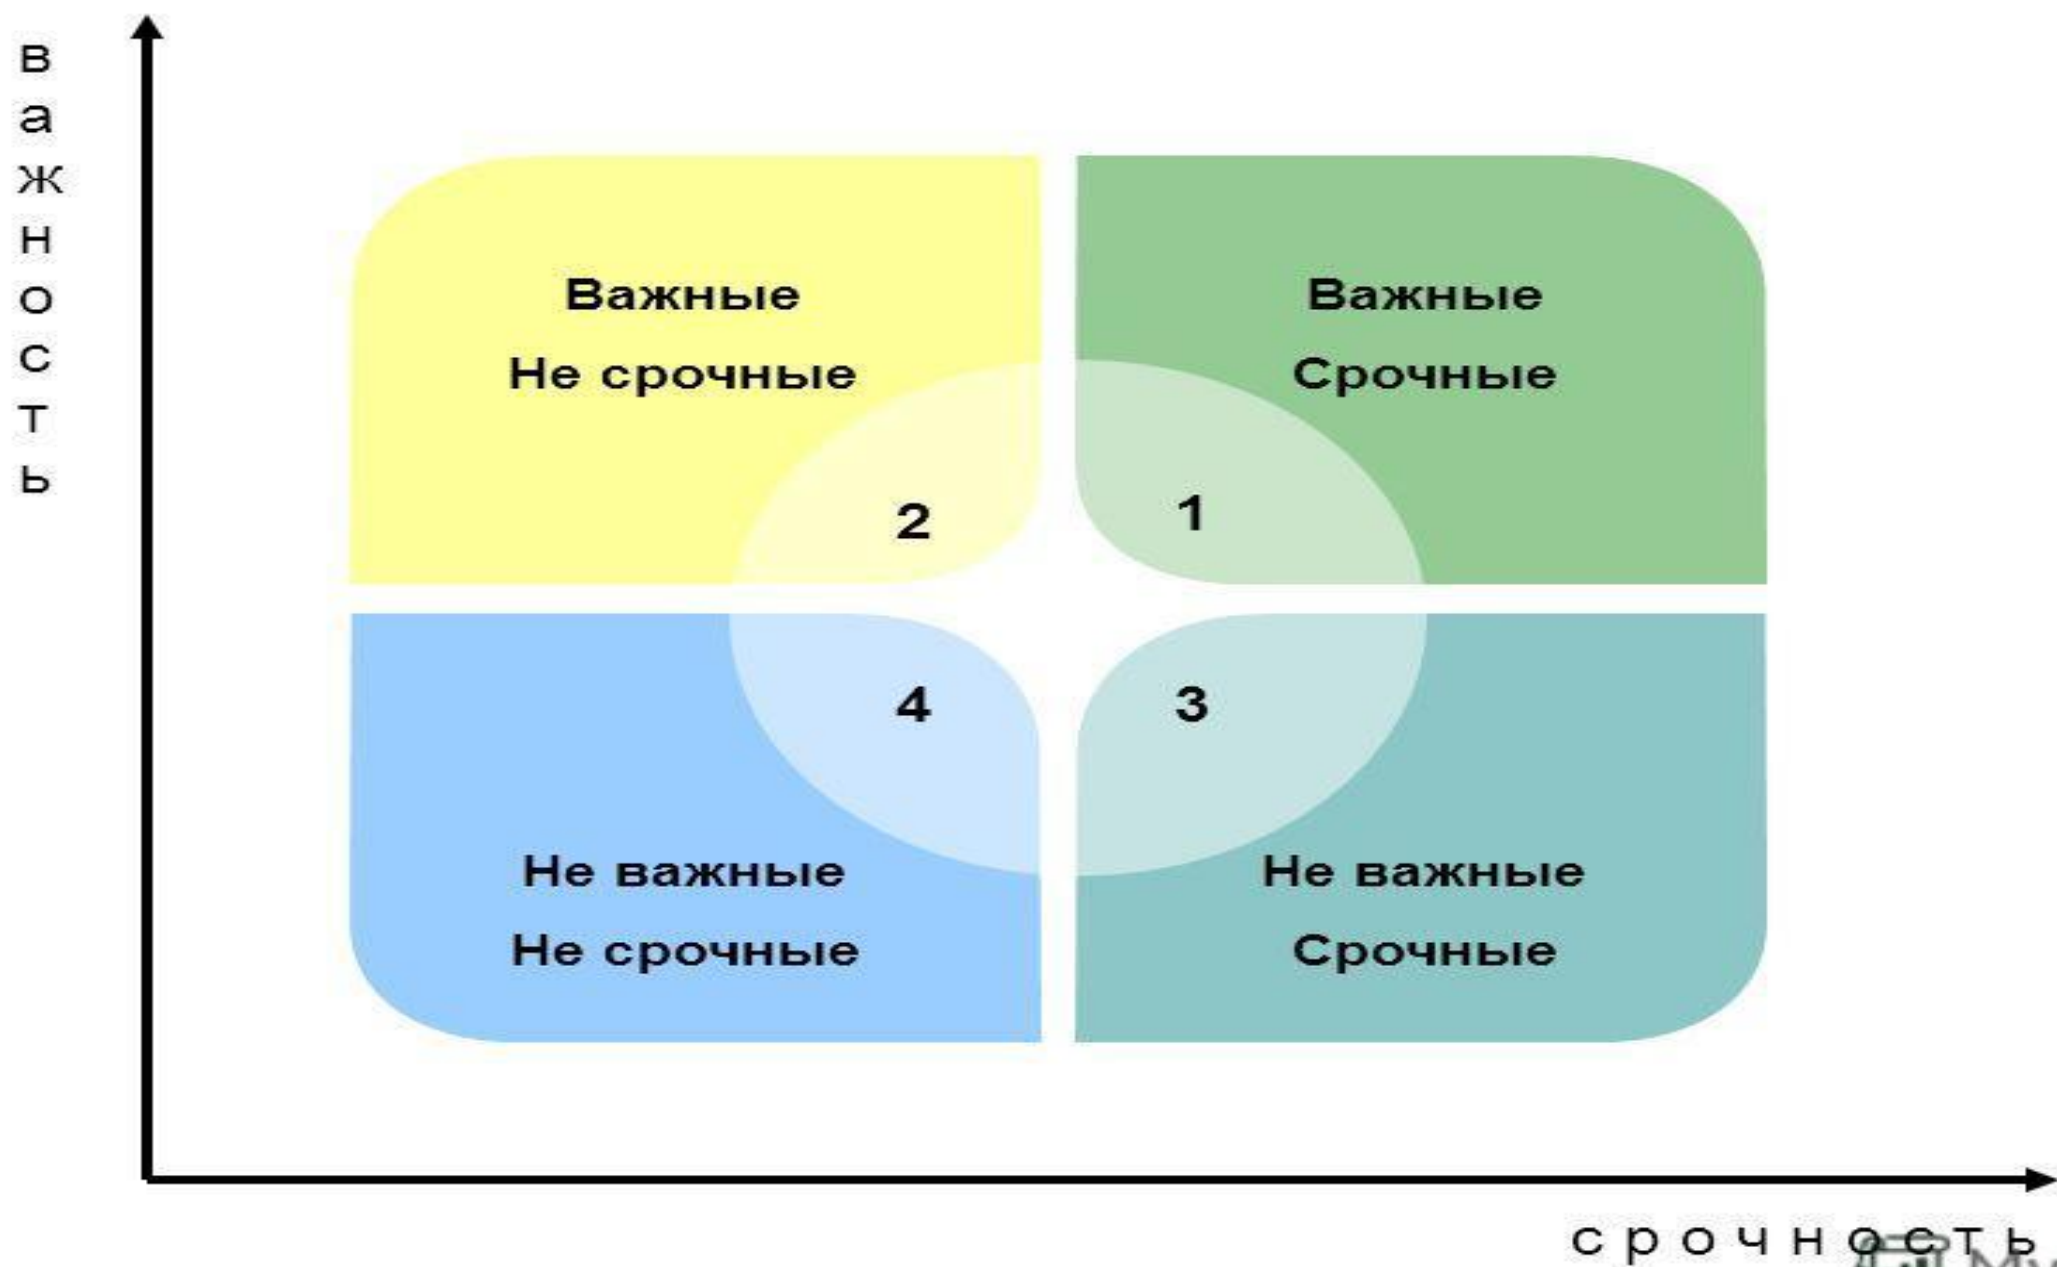 важность
Важные
Не срочные
Важные
Срочные
2
1
4
3
Не важные
Не срочные
Не важные
Срочные
срочность